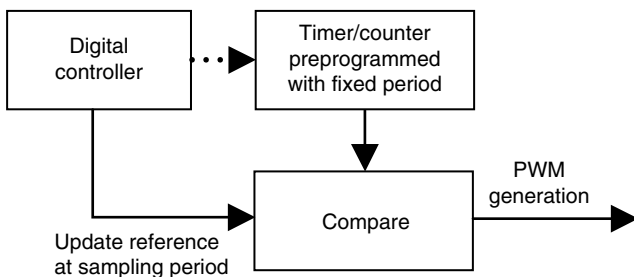 Digital
controller
Timer/counter
preprogrammed
with fixed period
PWM
generation
Compare
Update reference
at sampling period